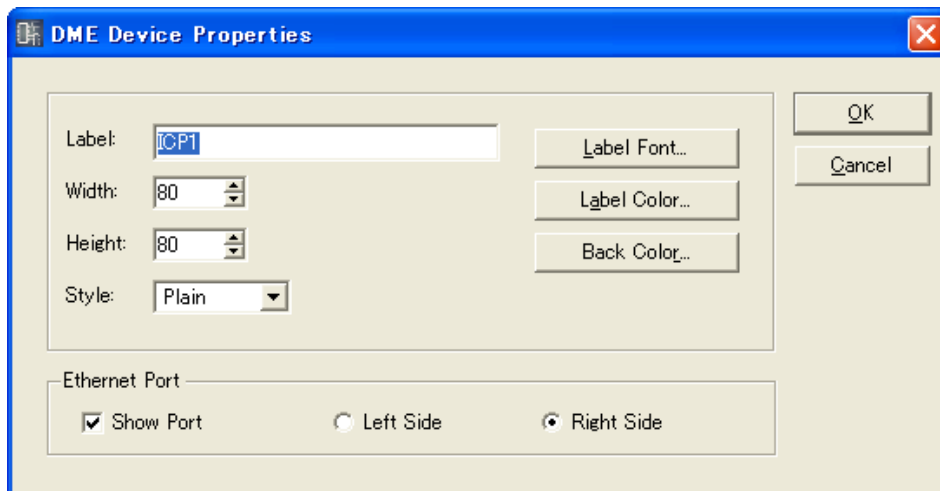 DME Device Properties
OK
Label: ICP1
Label Font...
Cancel
Width: 80
Label Color...
Height: 80
Back Color...
Style: Plain
Ethernet Port
Show Port Left Side Right Side